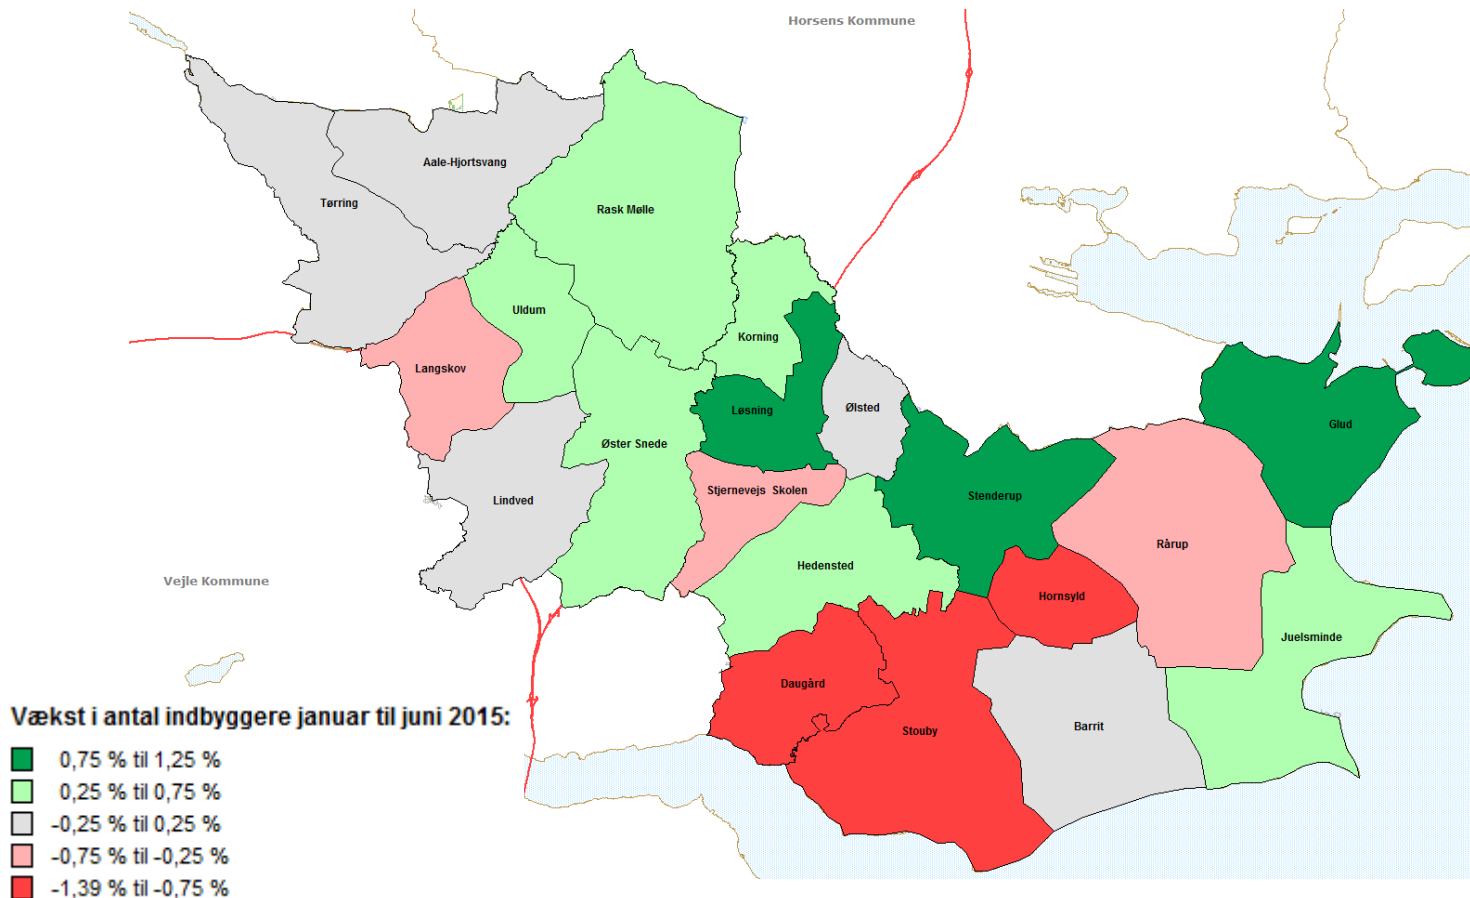 Horsens Kommune
Aale-Hjortsvang
Tørring
Rask Mølle
Uldum
Korning
Langskov
Løsning
Ølsted
Glud
Øster Snede
Stjernevejs Skolen
Stenderup
Lindved
Rårup
Hedensted
Vejle Kommune
Hornsyld
Juelsminde
Daugård
Stouby
Barrit
Vækst i antal indbyggere januar til juni 2015:
0,75 % til 1,25 %
0,25 % til 0,75 %
-0,25 % til 0,25 %
-0,75 % til -0,25 %
-1,39 % til -0,75 %